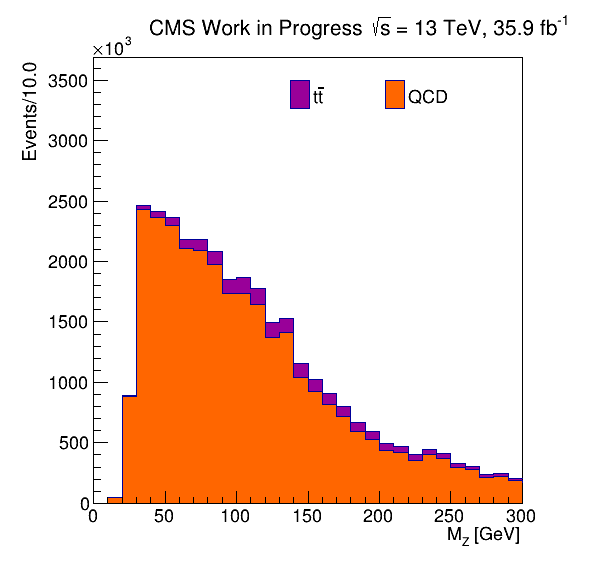 CMS Work in Progress √s = 13 TeV, 35.9 fb⁻¹
×10³
Events/10.0
3500
3000
2500
2000
1500
1000
500
0
tt̄
QCD
0 50 100 150 200 250 300
M_Z [GeV]